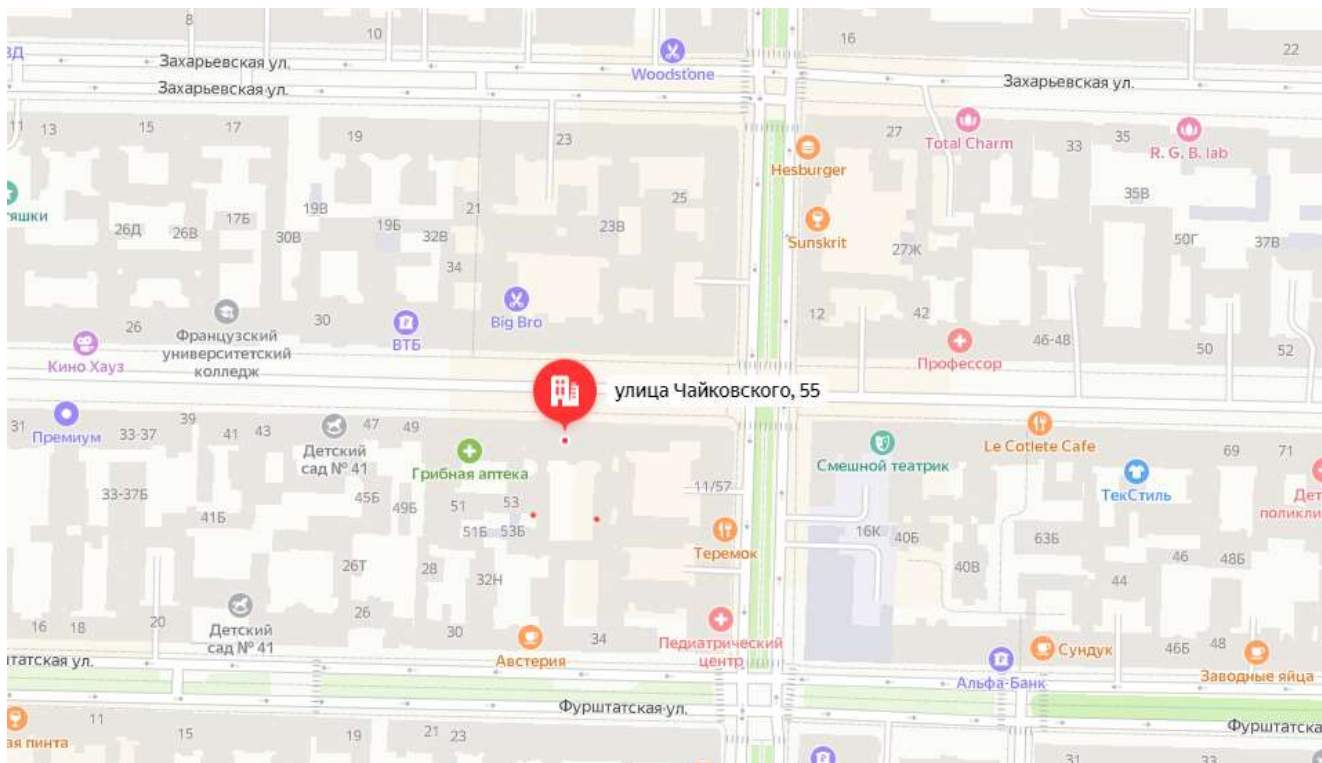 8
10
16
22
ВД
Захарьевская ул.
Woodstone
Захарьевская ул.
Захарьевская ул.
11
13
15
17
19
23
Hesburger
27
Total Charm
33
35
R. G. B. lab
тяшки
26Д
26В
17Б
19В
30В
19Б
32В
21
34
23В
25
Sunskrit
27Ж
35В
50Г
37В
26
Кино Хауз
Французский
университетский
колледж
30
ВТБ
Big Bro
12
42
Профессор
46-48
50
52
улица Чайковского, 55
31
Премиум
33-37
39
41
43
Детский
сад № 41
47
49
Грибная аптека
Смешной театрик
Le Cotlete Cafe
ТекСтиль
69
71
Дет
поликли
33-37Б
41Б
45Б
49Б
51
53
51Б
53Б
11/57
Теремок
16К
40Б
63Б
46
48Б
26Т
28
32Н
40В
44
16
18
20
Детский
сад № 41
26
30
Австерия
34
Педиатрический
центр
Альфа-Банк
Сундук
46Б
48
Заводные яйца
штатская ул.
Фурштатская ул.
Фурштатска
ая пинта
11
15
19
21
23
31
33